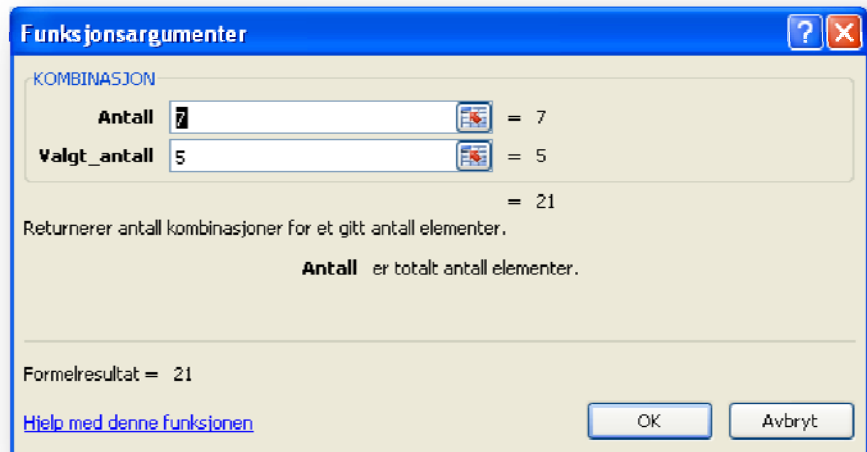 Funksjonsargumenter
KOMBINASJON
Antall 7 = 7
Valgt_antall 5 = 5
= 21
Returnerer antall kombinasjoner for et gitt antall elementer.
Antall er totalt antall elementer.
Formelresultat = 21
Hjelp med denne funksjonen OK Avbryt